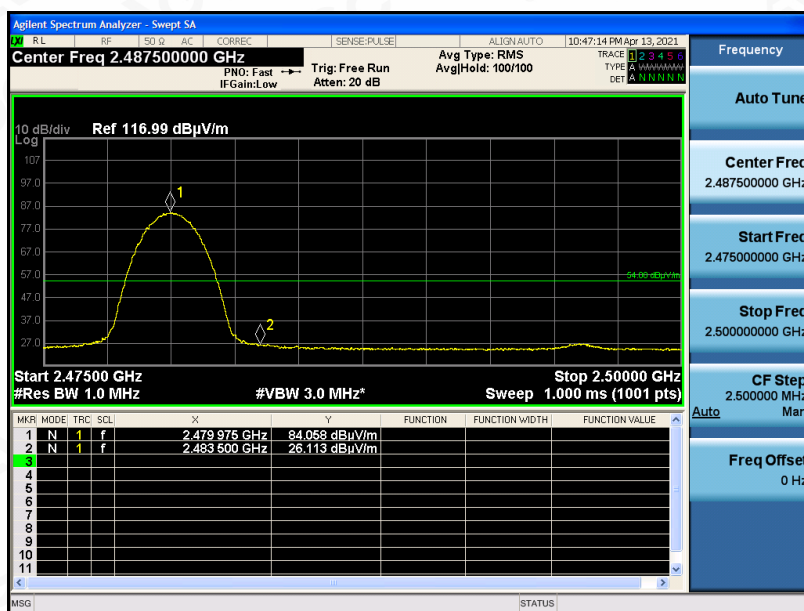 Agilent Spectrum Analyzer - Swept SA
LXI RL RF 50 Ω AC CORREC SENSE:PULSE ALIGN AUTO 10:47:14 PM Apr 13, 2021
Center Freq 2.487500000 GHz
PNO: Fast
IFGain:Low
Trig: Free Run
Atten: 20 dB
Avg Type: RMS
Avg|Hold: 100/100
TRACE 1 2 3 4 5 6
TYPE A WWWWW
DET A N N N N N
10 dB/div Ref 116.99 dBµV/m
Log
107
97.0
87.0
77.0
67.0
57.0
47.0
37.0
27.0
1
2
54.00 dBµV/m
Start 2.47500 GHz Stop 2.50000 GHz
#Res BW 1.0 MHz #VBW 3.0 MHz* Sweep 1.000 ms (1001 pts)
MKR MODE TRC SCL X Y FUNCTION FUNCTION WIDTH FUNCTION VALUE
1 N 1 f 2.479 975 GHz 84.058 dBµV/m
2 N 1 f 2.483 500 GHz 26.113 dBµV/m
3
4
5
6
7
8
9
10
11
MSG STATUS
Frequency
Auto Tune
Center Freq
2.487500000 GHz
Start Freq
2.475000000 GHz
Stop Freq
2.500000000 GHz
CF Step
2.500000 MHz
Auto Man
Freq Offset
0 Hz